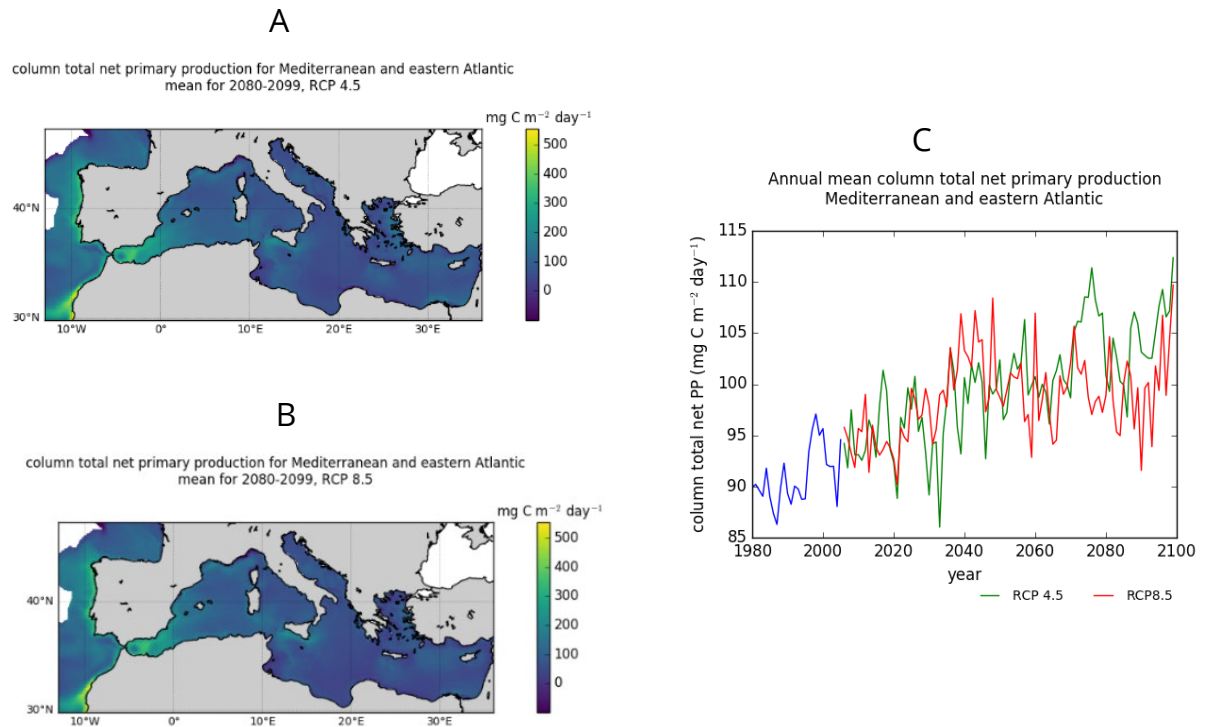 A
column total net primary production for Mediterranean and eastern Atlantic
mean for 2080-2099, RCP 4.5
mg C m⁻² day⁻¹
500
400
300
200
100
0
40°N
30°N
10°W 0° 10°E 20°E 30°E
B
column total net primary production for Mediterranean and eastern Atlantic
mean for 2080-2099, RCP 8.5
mg C m⁻² day⁻¹
500
400
300
200
100
0
40°N
30°N
10°W 0° 10°E 20°E 30°E
C
Annual mean column total net primary production
Mediterranean and eastern Atlantic
column total net PP (mg C m⁻² day⁻¹)
115
110
105
100
95
90
85
1980 2000 2020 2040 2060 2080 2100
year
RCP 4.5 RCP8.5